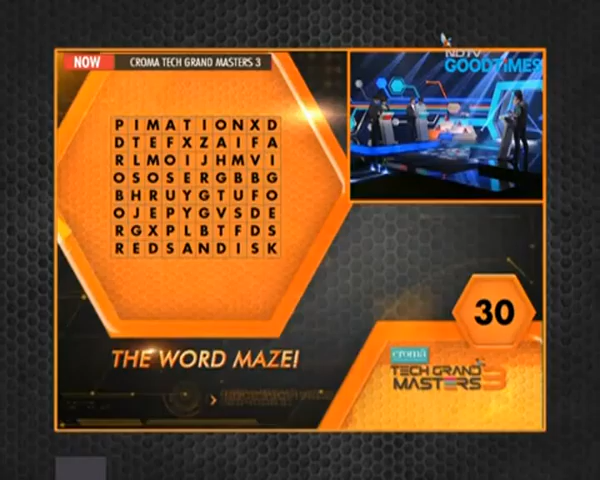 NOW CROMA TECH GRAND MASTERS 3
NDTV
GOODTIMES
P I M A T I O N X D
D T E F X Z A I F A
R L M O I J H M V I
O S O S E R G B B G
B H R U Y G T U F O
O J E P Y G V S D E
R G X P L B T F D S
R E D S A N D I S K
30
THE WORD MAZE!
croma
TECH GRAND
MASTERS 3